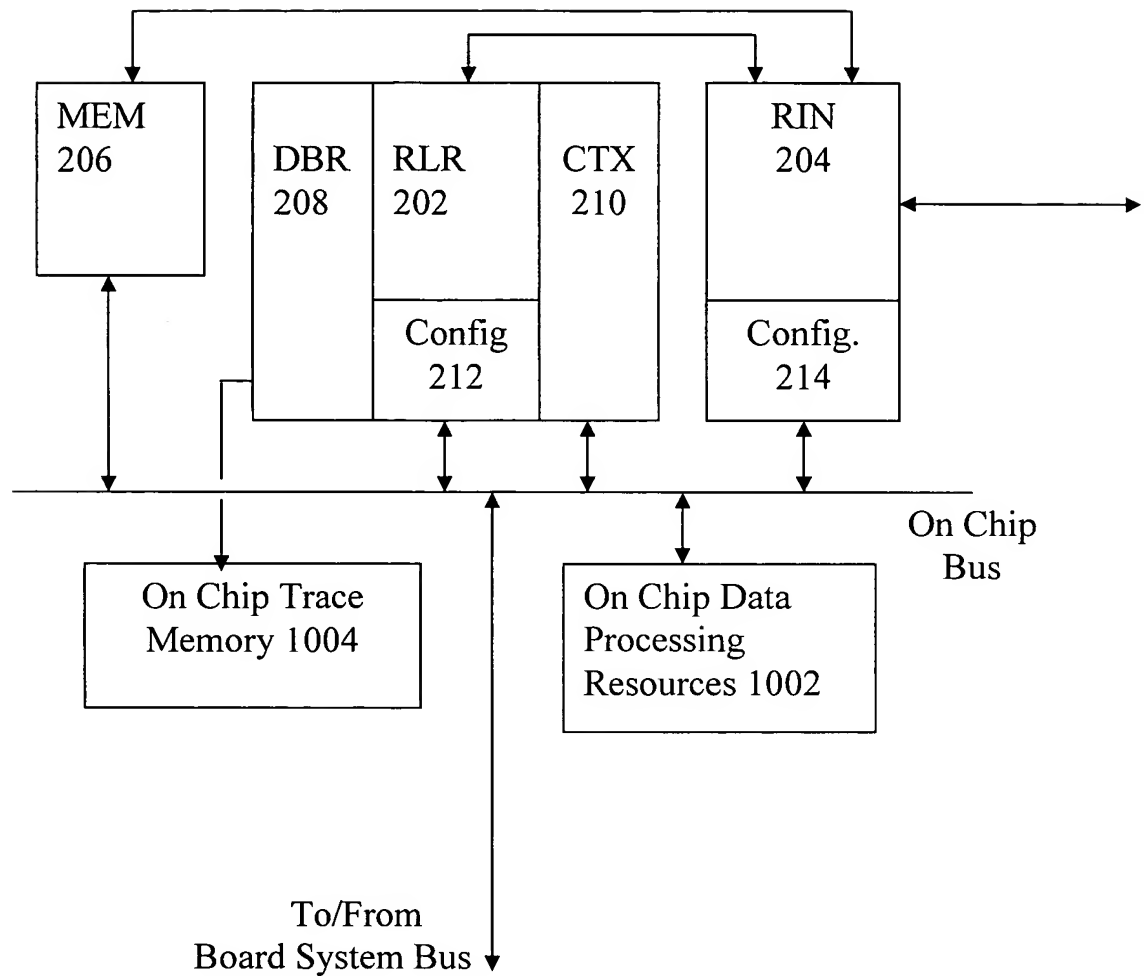 MEM
206
DBR
208
RLR
202
CTX
210
RIN
204
Config
212
Config.
214
On Chip
Bus
On Chip Trace
Memory 1004
On Chip Data
Processing
Resources 1002
To/From
Board System Bus